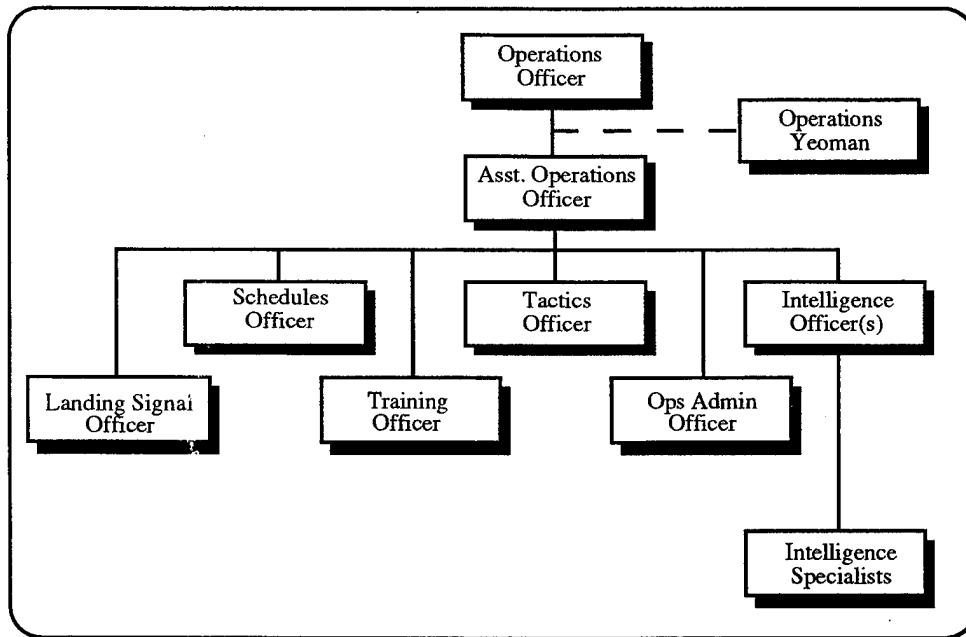 Operations
Officer
Operations
Yeoman
Asst. Operations
Officer
Schedules
Officer
Tactics
Officer
Intelligence
Officer(s)
Landing Signal
Officer
Training
Officer
Ops Admin
Officer
Intelligence
Specialists